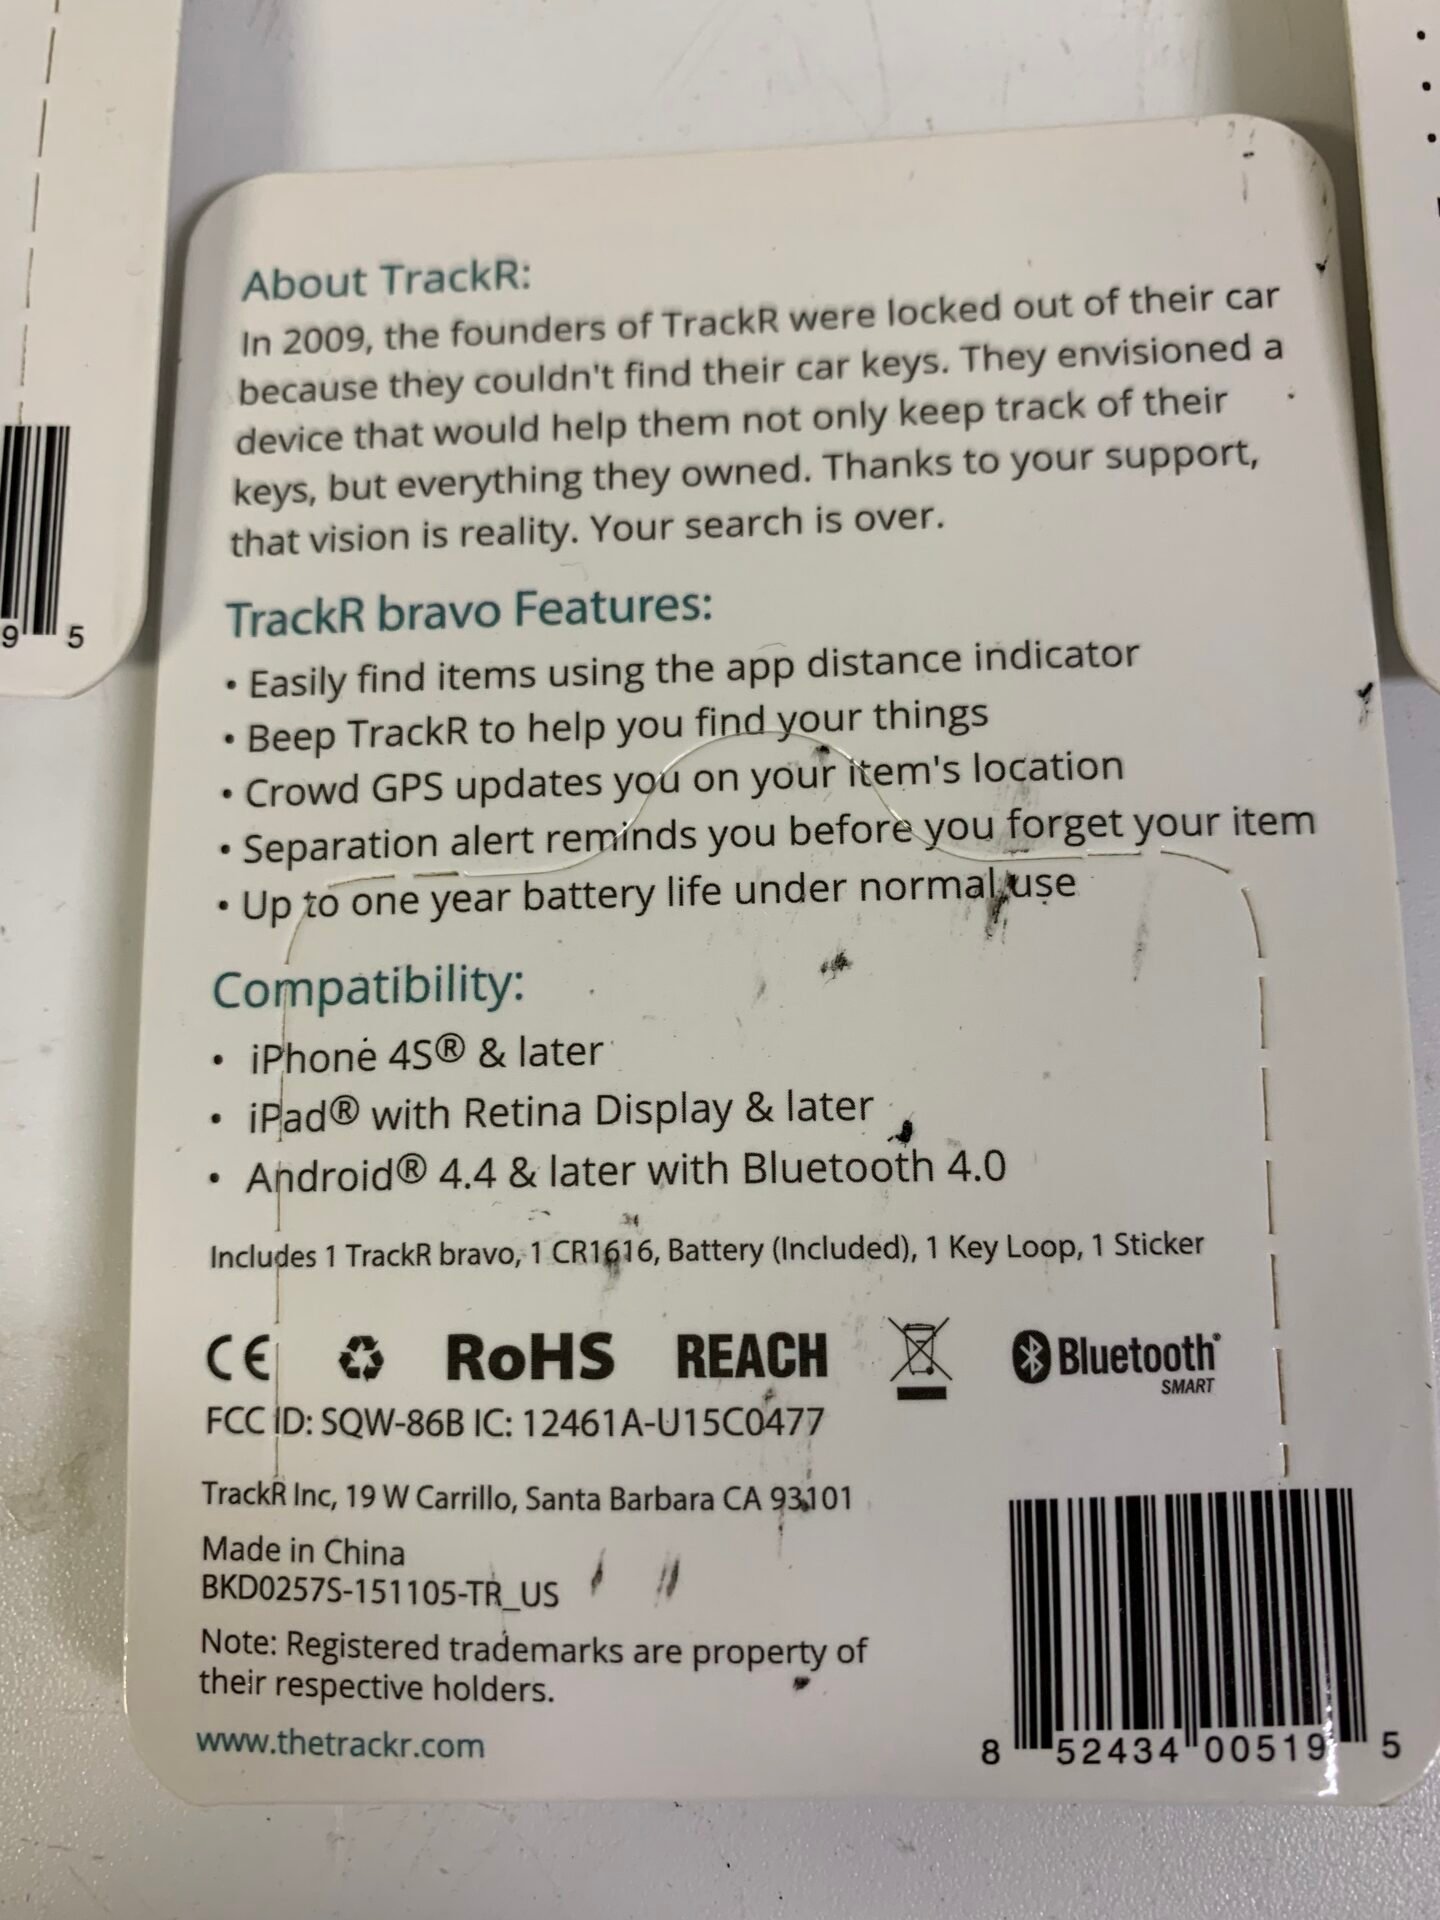 About TrackR:
In 2009, the founders of TrackR were locked out of their car
because they couldn't find their car keys. They envisioned a
device that would help them not only keep track of their
keys, but everything they owned. Thanks to your support,
that vision is reality. Your search is over.
TrackR bravo Features:
• Easily find items using the app distance indicator
• Beep TrackR to help you find your things
• Crowd GPS updates you on your item's location
• Separation alert reminds you before you forget your item
• Up to one year battery life under normal use
Compatibility:
• iPhone 4S® & later
• iPad® with Retina Display & later
• Android® 4.4 & later with Bluetooth 4.0
Includes 1 TrackR bravo, 1 CR1616, Battery (Included), 1 Key Loop, 1 Sticker
CE RoHS REACH Bluetooth®
SMART
FCC ID: SQW-86B IC: 12461A-U15C0477
TrackR Inc, 19 W Carrillo, Santa Barbara CA 93101
Made in China
BKD0257S-151105-TR_US
Note: Registered trademarks are property of
their respective holders.
www.thetrackr.com
8 52434 00519 5
9 5